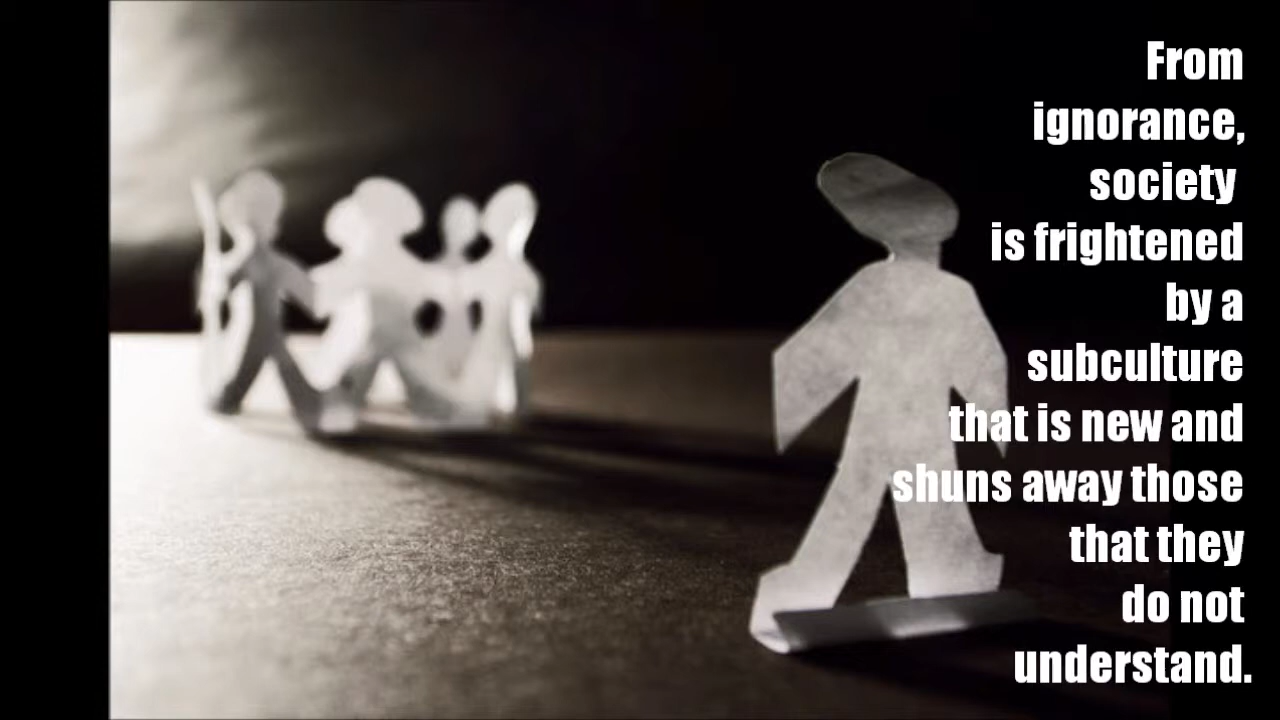 From
ignorance,
society
is frightened
by a
subculture
that is new and
shuns away those
that they
do not
understand.